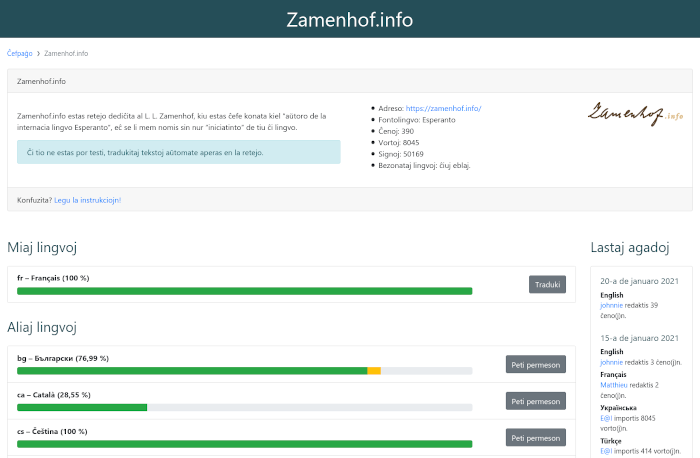 Zamenhof.info
Ĉefpaĝo > Zamenhof.info
Zamenhof.info
Zamenhof.info estas retejo dediĉita al L. L. Zamenhof, kiu estas ĉefe konata kiel "aŭtoro de la
internacia lingvo Esperanto", eĉ se li mem nomis sin nur "iniciatinto" de tiu ĉi lingvo.
Ĉi tio ne estas por testi, tradukitaj tekstoj aŭtomate aperas en la retejo.
Adreso: https://zamenhof.info/
Fontolingvo: Esperanto
Ĉenoj: 390
Vortoj: 8045
Signoj: 50169
Bezonataj lingvoj: ĉiuj eblaj.
Zamenhof.info
Konfuzita? Legu la instrukciojn!
Miaj lingvoj
fr – Français (100 %)
Traduki
Aliaj lingvoj
bg – Български (76,99 %)
Peti permeson
ca – Català (28,55 %)
Peti permeson
cs – Čeština (100 %)
Peti permeson
Lastaj agadoj
20-a de januaro 2021
English
johnnie redaktis 39
ĉeno(j)n.
15-a de januaro 2021
English
johnnie redaktis 3 ĉeno(j)n.
Français
Matthieu redaktis 2
ĉeno(j)n.
Українська
E@I importis 8045
vorto(j)n.
Türkçe
E@I importis 414 vorto(j)n.